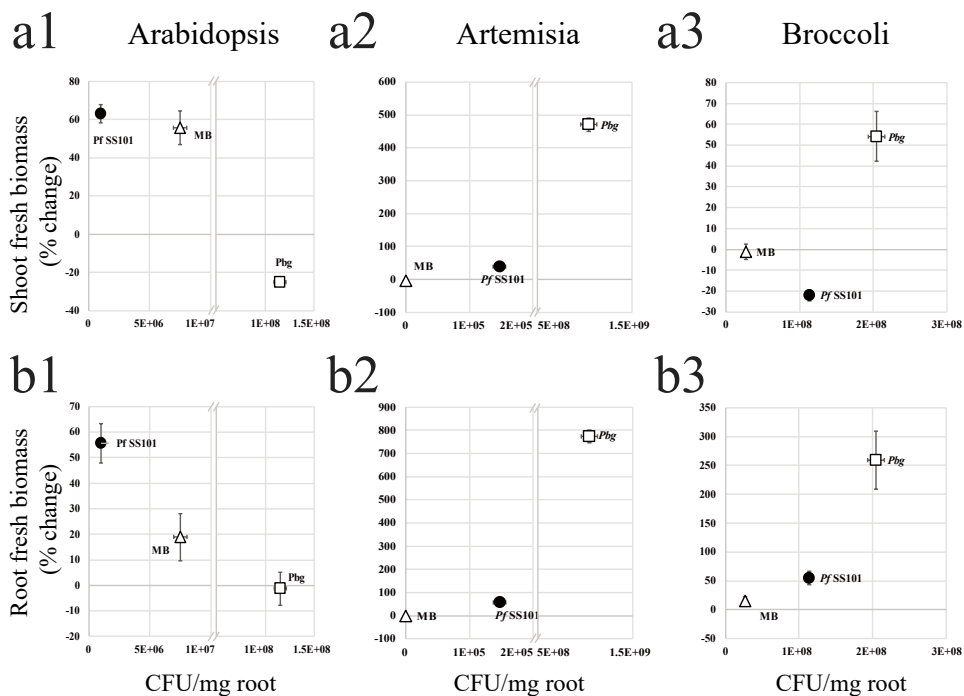 a1 Arabidopsis
a2 Artemisia
a3 Broccoli
Shoot fresh biomass
(% change)
80
60
40
20
0
-20
-40
Pf SS101
MB
Pbg
0 5E+06 1E+07 1E+08 1.5E+08
600
500
400
300
200
100
0
-100
MB
Pf SS101
Pbg
0 1E+05 2E+05 5E+08 1.5E+09
80
70
60
50
40
30
20
10
0
-10
-20
-30
MB
Pf SS101
Pbg
0 1E+08 2E+08 3E+08
b1
b2
b3
Root fresh biomass
(% change)
70
60
50
40
30
20
10
0
-10
-20
Pf SS101
MB
Pbg
0 5E+06 1E+07 1E+08 1.5E+08
900
800
700
600
500
400
300
200
100
0
-100
MB
Pf SS101
Pbg
0 1E+05 2E+05 5E+08 1.5E+09
350
300
250
200
150
100
50
0
-50
MB
Pf SS101
Pbg
0 1E+08 2E+08 3E+08
CFU/mg root
CFU/mg root
CFU/mg root